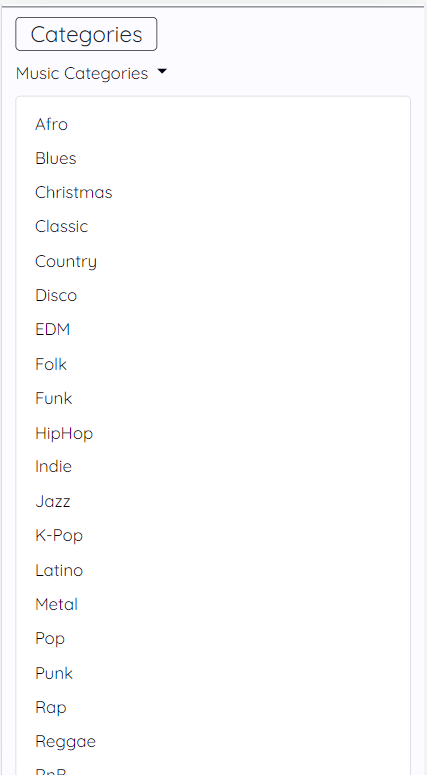 Categories
Music Categories
Afro
Blues
Christmas
Classic
Country
Disco
EDM
Folk
Funk
HipHop
Indie
Jazz
K-Pop
Latino
Metal
Pop
Punk
Rap
Reggae
RnB